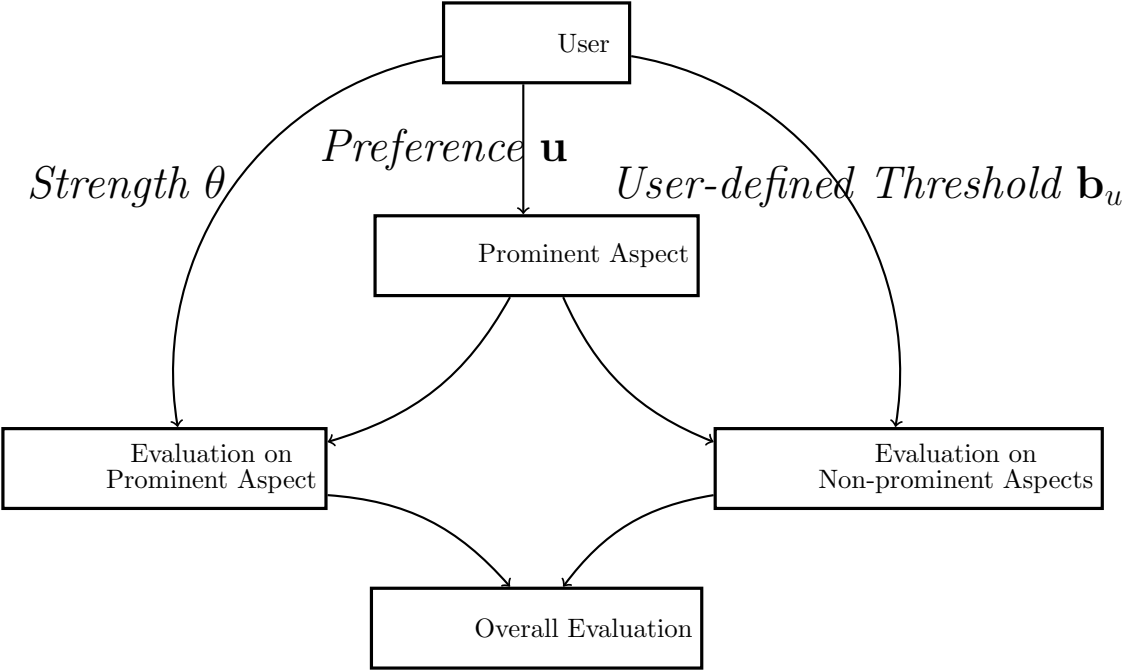 User
Preference u
Strength θ
User-defined Threshold bu
Prominent Aspect
Evaluation on
Prominent Aspect
Evaluation on
Non-prominent Aspects
Overall Evaluation